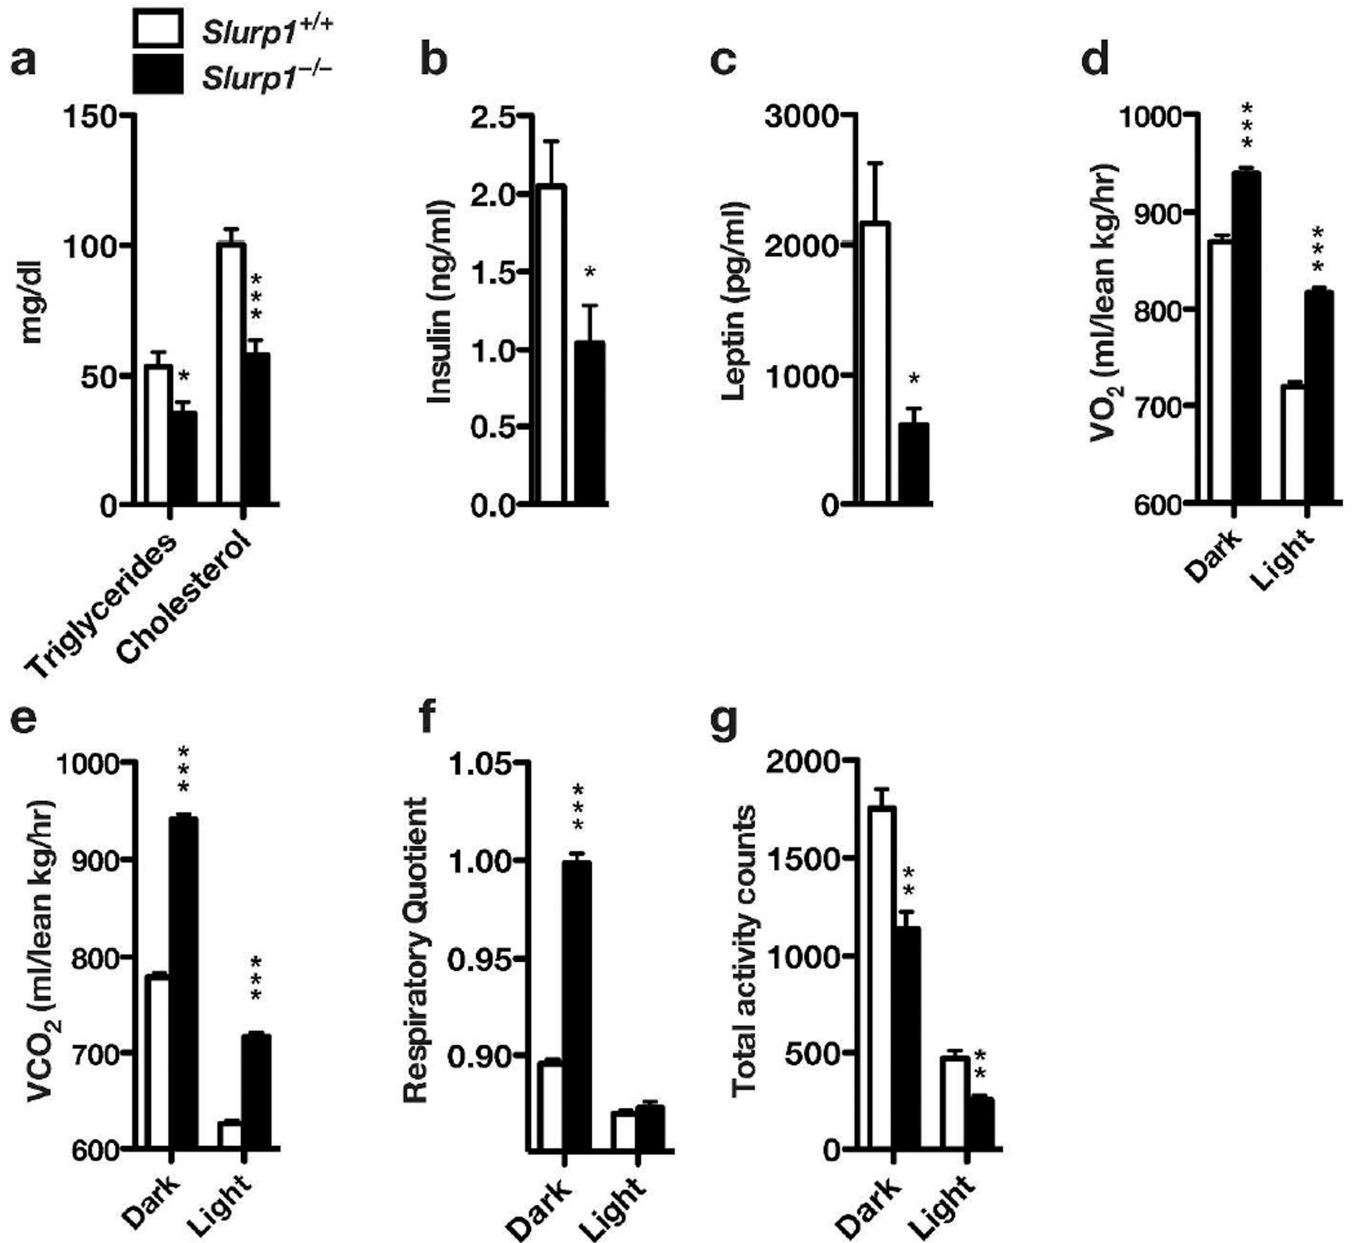 Slurp1+/+
Slurp1–/–
a
150
100
50
0
mg/dl
*
***
Triglycerides
Cholesterol
b
2.5
2.0
1.5
1.0
0.5
0.0
Insulin (ng/ml)
*
c
3000
2000
1000
0
Leptin (pg/ml)
*
d
1000
900
800
700
600
VO2 (ml/lean kg/hr)
***
***
Dark
Light
e
1000
900
800
700
600
VCO2 (ml/lean kg/hr)
***
***
Dark
Light
f
1.05
1.00
0.95
0.90
Respiratory Quotient
***
Dark
Light
g
2000
1500
1000
500
0
Total activity counts
**
**
Dark
Light